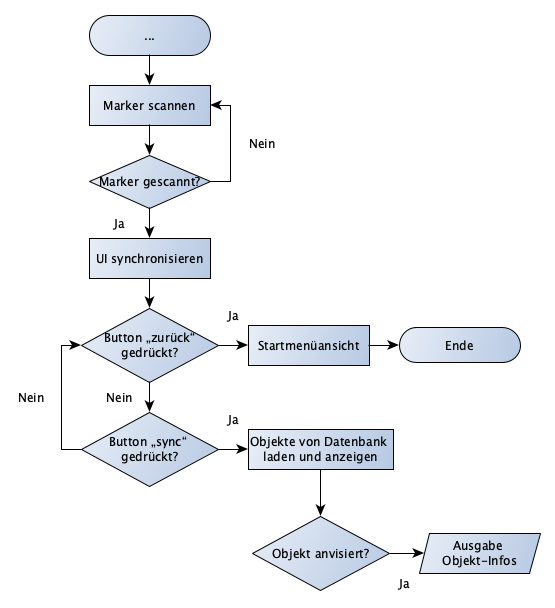 ...
Marker scannen
Nein
Marker gescannt?
Ja
UI synchronisieren
Button „zurück“
gedrückt?
Ja
Startmenüansicht
Ende
Nein
Nein
Button „sync“
gedrückt?
Ja
Objekte von Datenbank
laden und anzeigen
Objekt anvisiert?
Ja
Ausgabe
Objekt-Infos